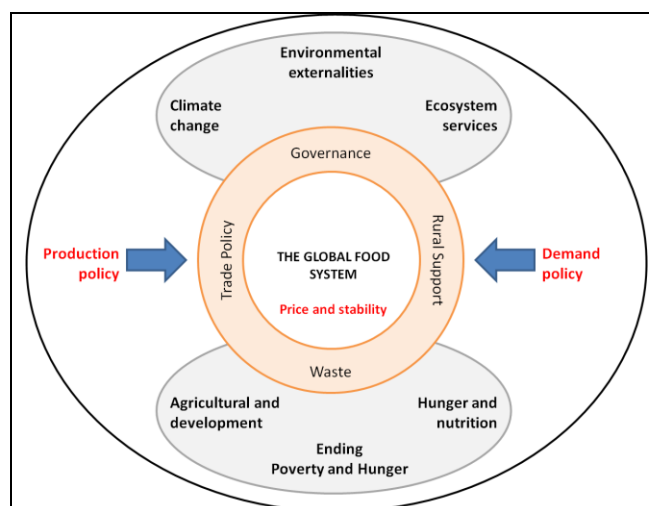 Environmental
externalities
Climate
change
Ecosystem
services
Governance
Trade Policy
Rural Support
Production
policy
THE GLOBAL FOOD
SYSTEM
Price and stability
Demand
policy
Waste
Agricultural and
development
Hunger and
nutrition
Ending
Poverty and Hunger